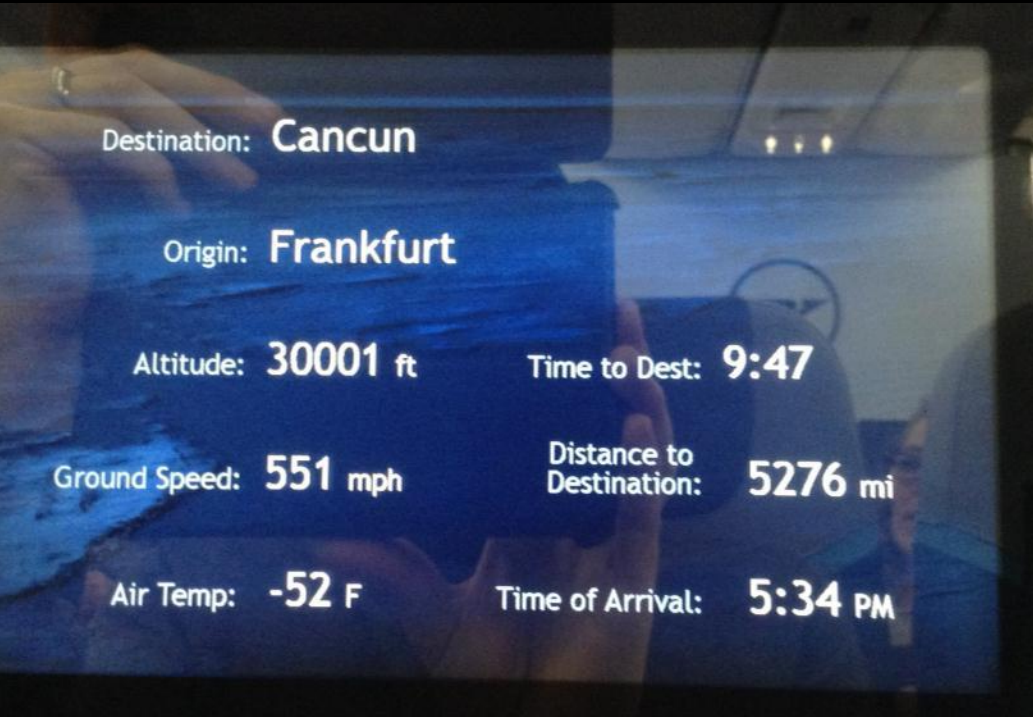 Destination: Cancun
Origin: Frankfurt
Altitude: 30001 ft
Time to Dest: 9:47
Ground Speed: 551 mph
Distance to
Destination: 5276 mi
Air Temp: -52 F
Time of Arrival: 5:34 PM